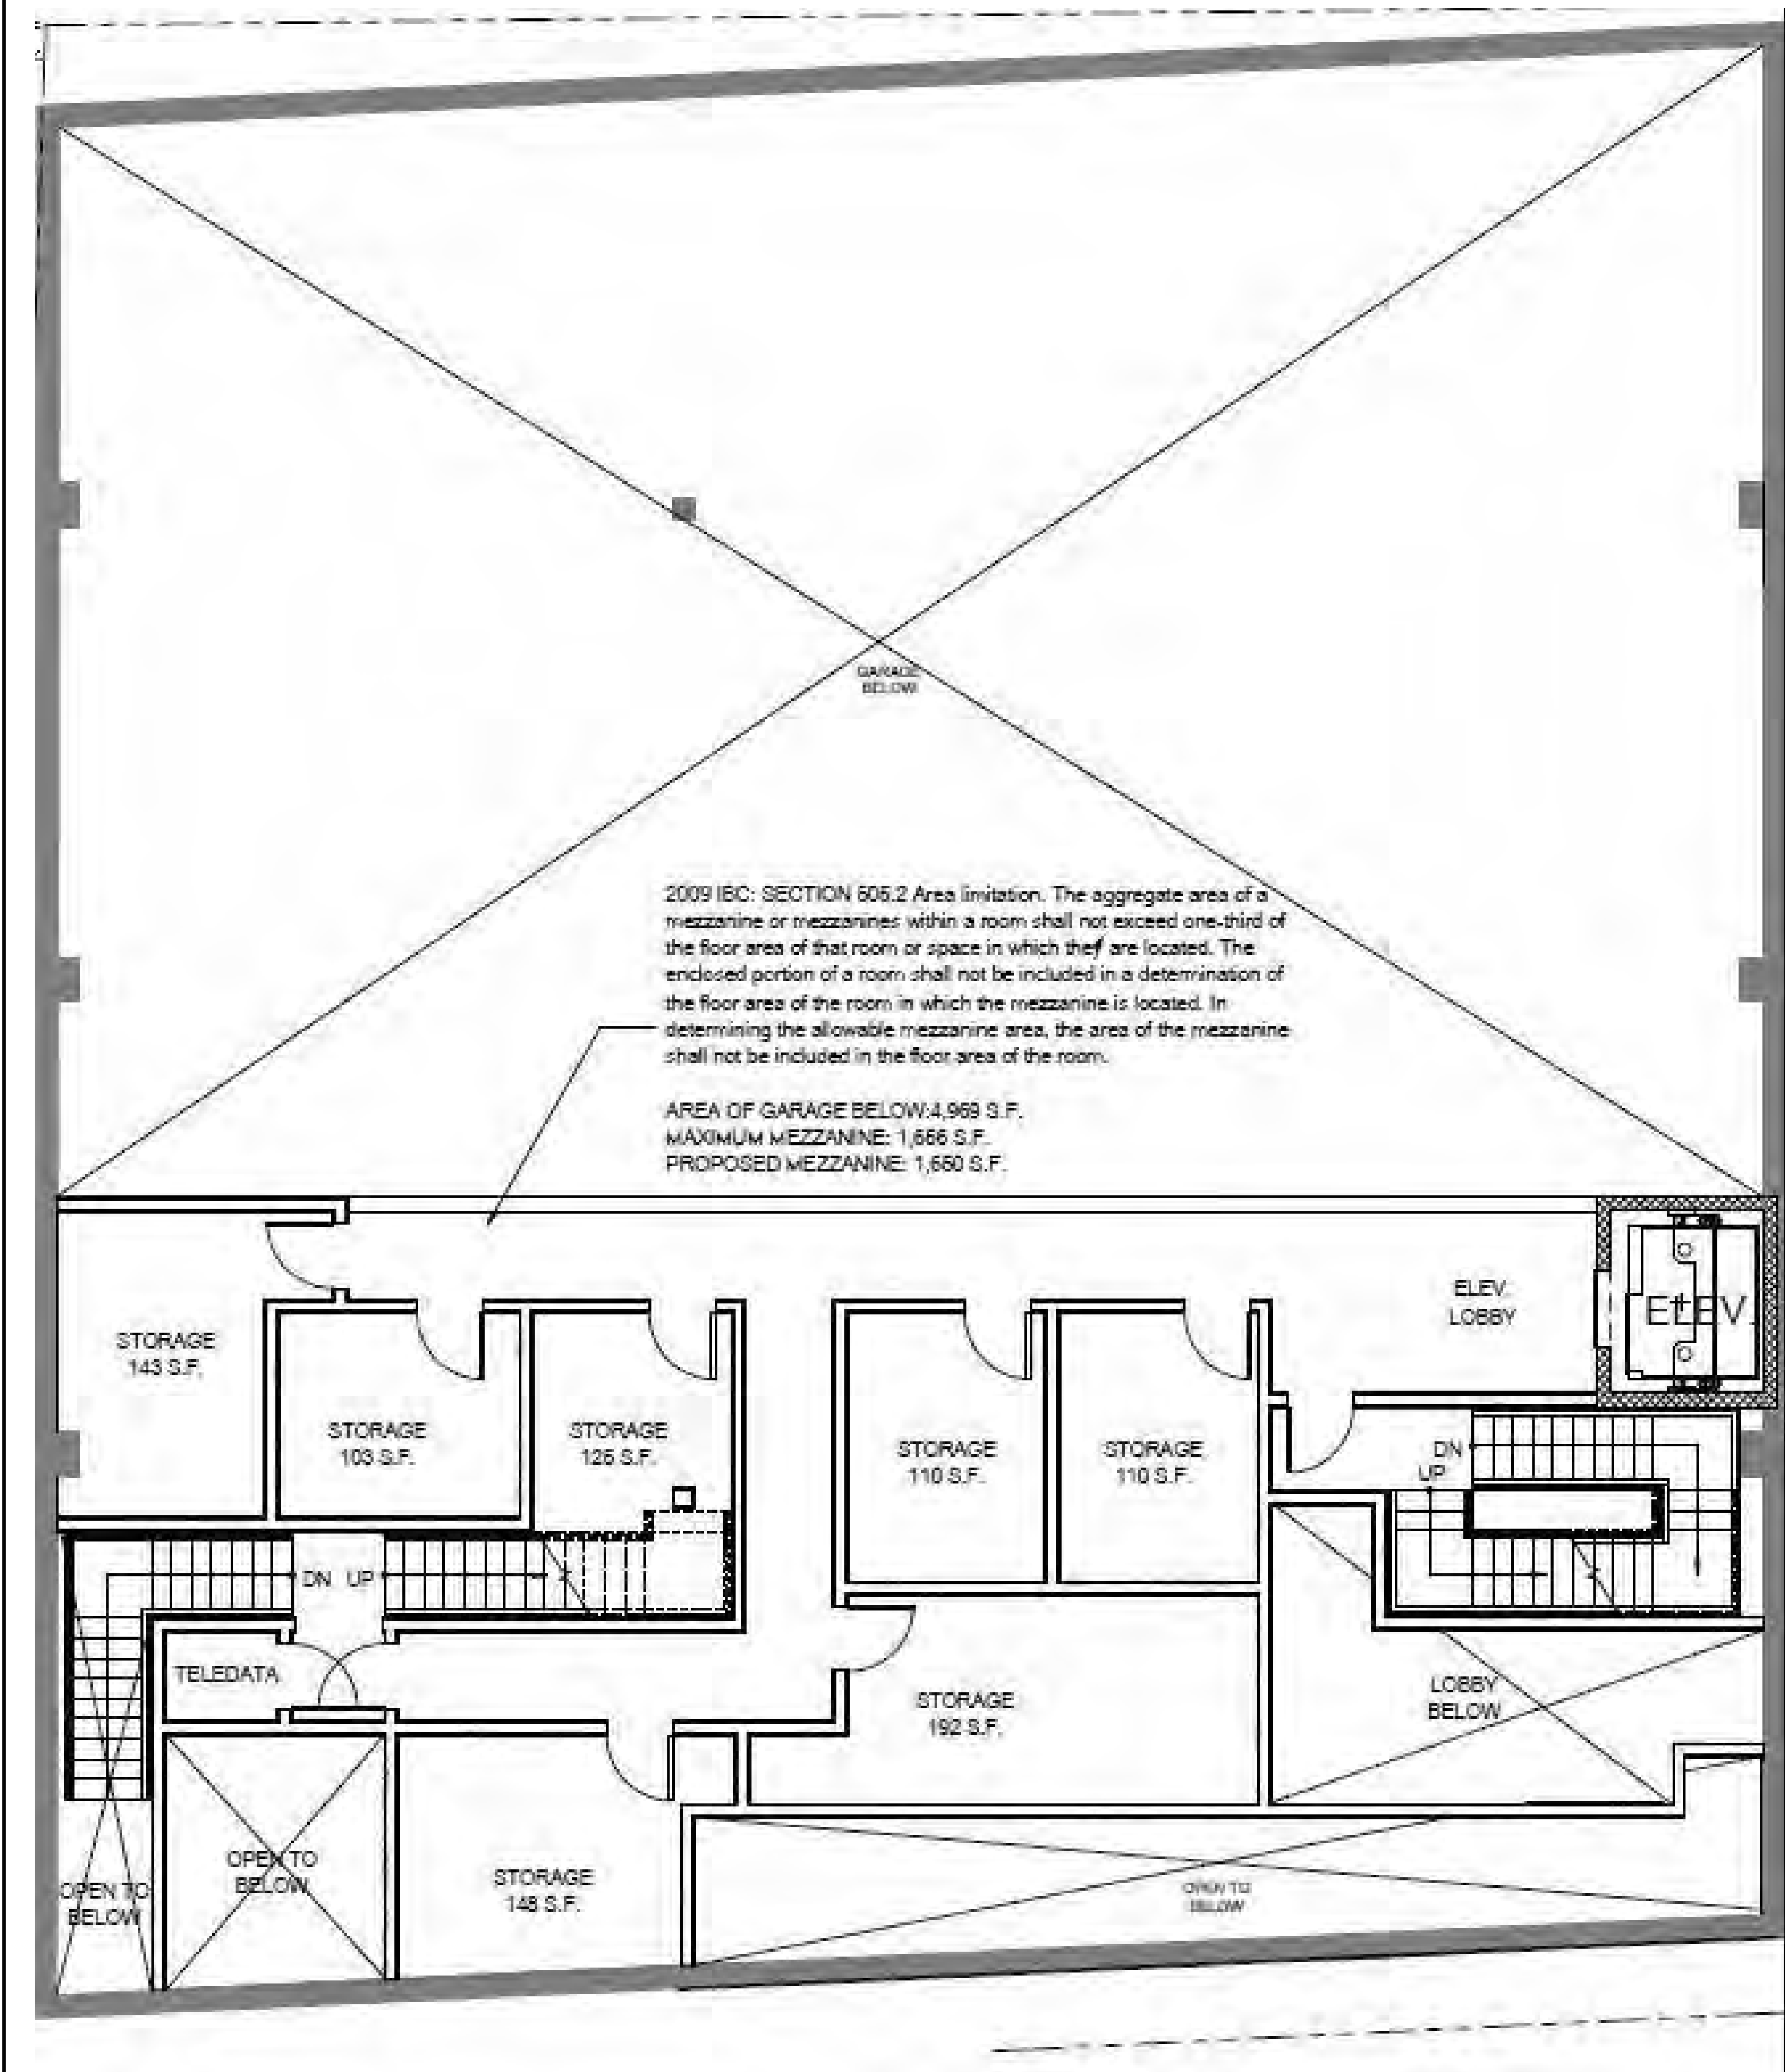 GARAGE
BELOW
2009 IBC: SECTION 505.2 Area limitation. The aggregate area of a
mezzanine or mezzanines within a room shall not exceed one-third of
the floor area of that room or space in which they are located. The
enclosed portion of a room shall not be included in a determination of
the floor area of the room in which the mezzanine is located. In
determining the allowable mezzanine area, the area of the mezzanine
shall not be included in the floor area of the room.
AREA OF GARAGE BELOW:4,969 S.F.
MAXIMUM MEZZANINE: 1,656 S.F.
PROPOSED MEZZANINE: 1,650 S.F.
STORAGE
143 S.F.
STORAGE
103 S.F.
STORAGE
126 S.F.
STORAGE
110 S.F.
STORAGE
110 S.F.
ELEV.
LOBBY
ELEV.
DN
UP
DN UP
TELEDATA
STORAGE
192 S.F.
LOBBY
BELOW
OPEN TO
BELOW
OPEN TO
BELOW
STORAGE
148 S.F.
OPEN TO
BELOW